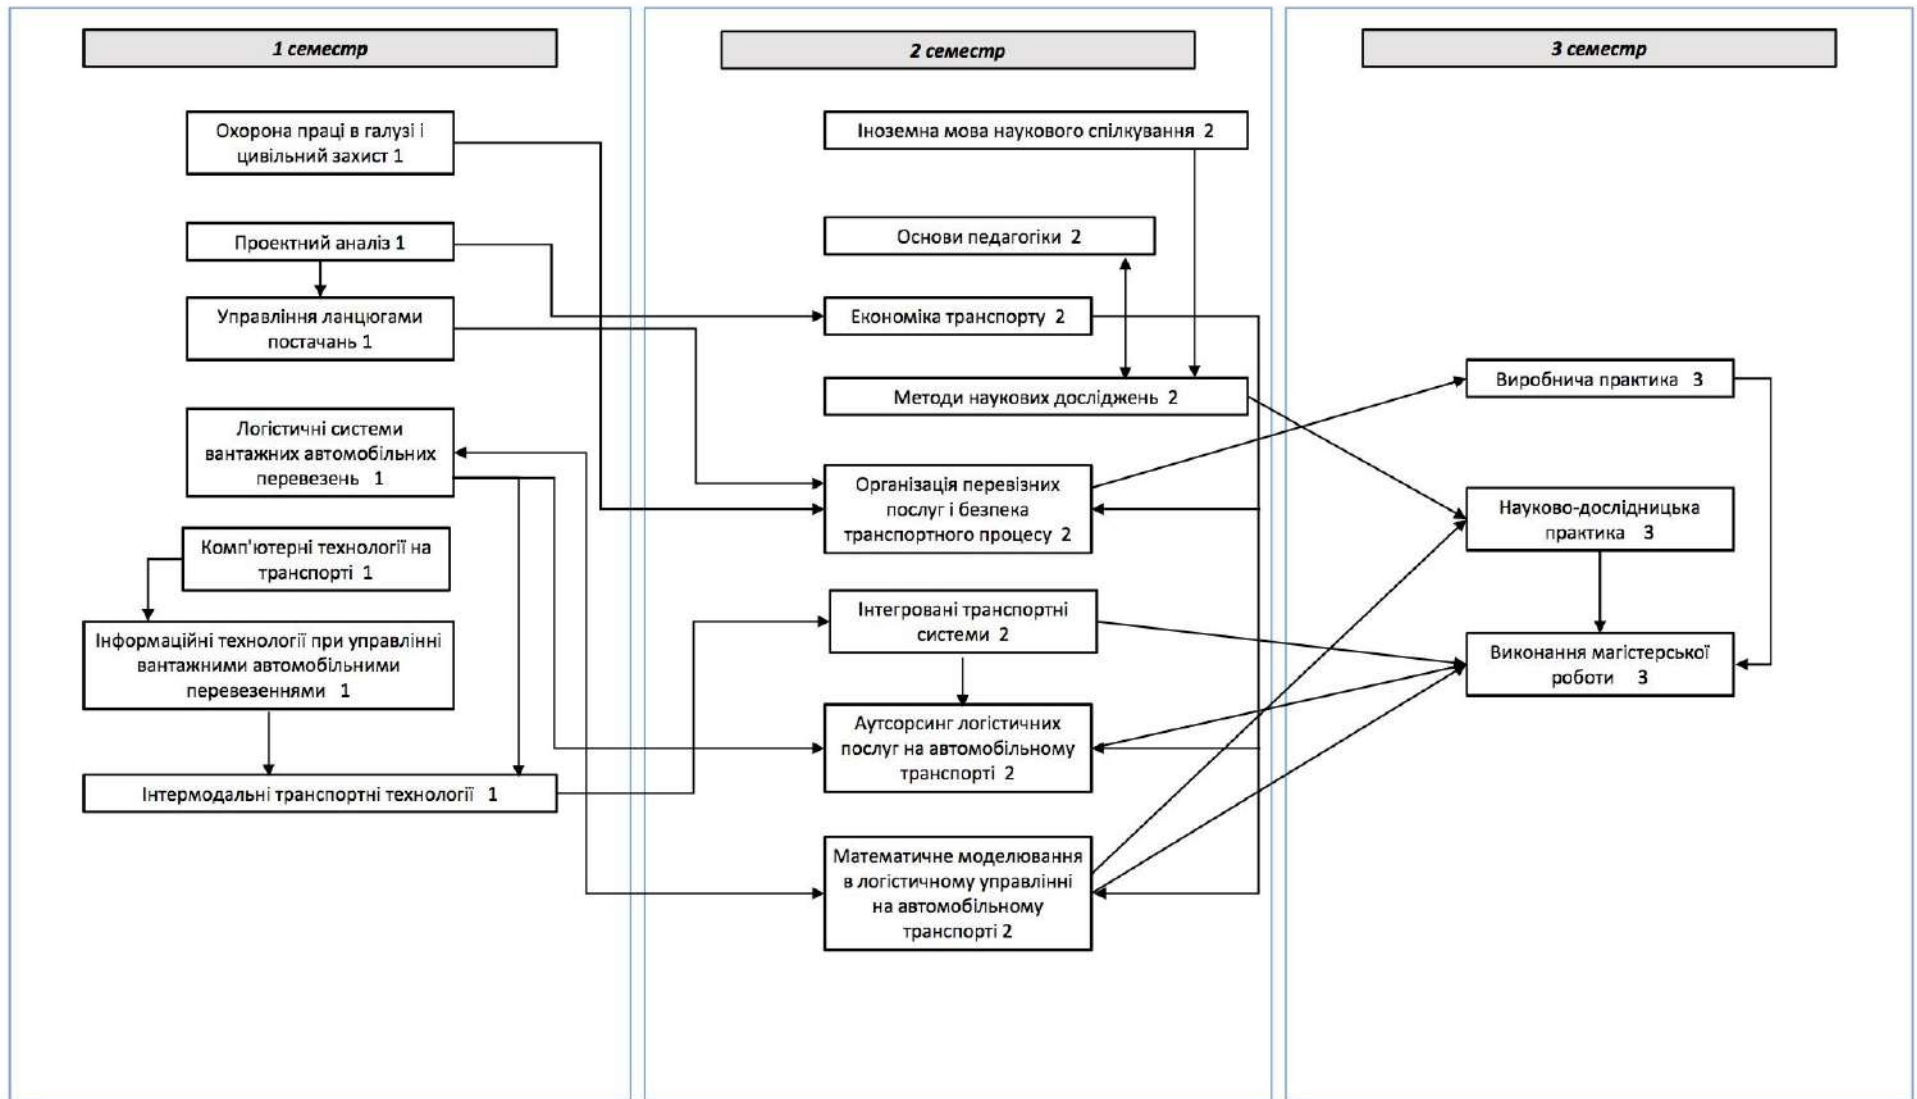 1 семестр
Охорона праці в галузі і
цивільний захист 1
Проектний аналіз 1
Управління ланцюгами
постачань 1
Логістичні системи
вантажних автомобільних
перевезень 1
Комп'ютерні технології на
транспорті 1
Інформаційні технології при управлінні
вантажними автомобільними
перевезеннями 1
Інтермодальні транспортні технології 1
2 семестр
Іноземна мова наукового спілкування 2
Основи педагогіки 2
Економіка транспорту 2
Методи наукових досліджень 2
Організація перевізних
послуг і безпека
транспортного процесу 2
Інтегровані транспортні
системи 2
Аутсорсинг логістичних
послуг на автомобільному
транспорті 2
Математичне моделювання
в логістичному управлінні
на автомобільному
транспорті 2
3 семестр
Виробнича практика 3
Науково-дослідницька
практика 3
Виконання магістерської
роботи 3